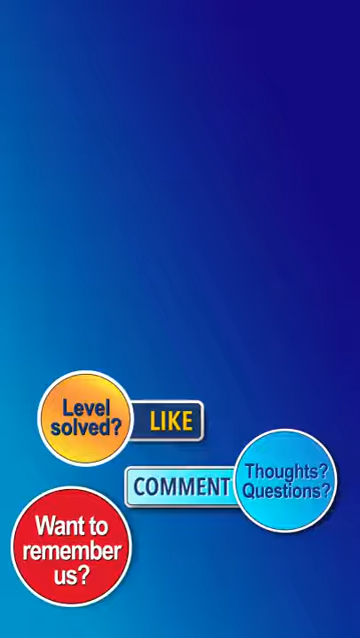 Level
solved?
LIKE
Thoughts?
Questions?
COMMENT
Want to
remember
us?